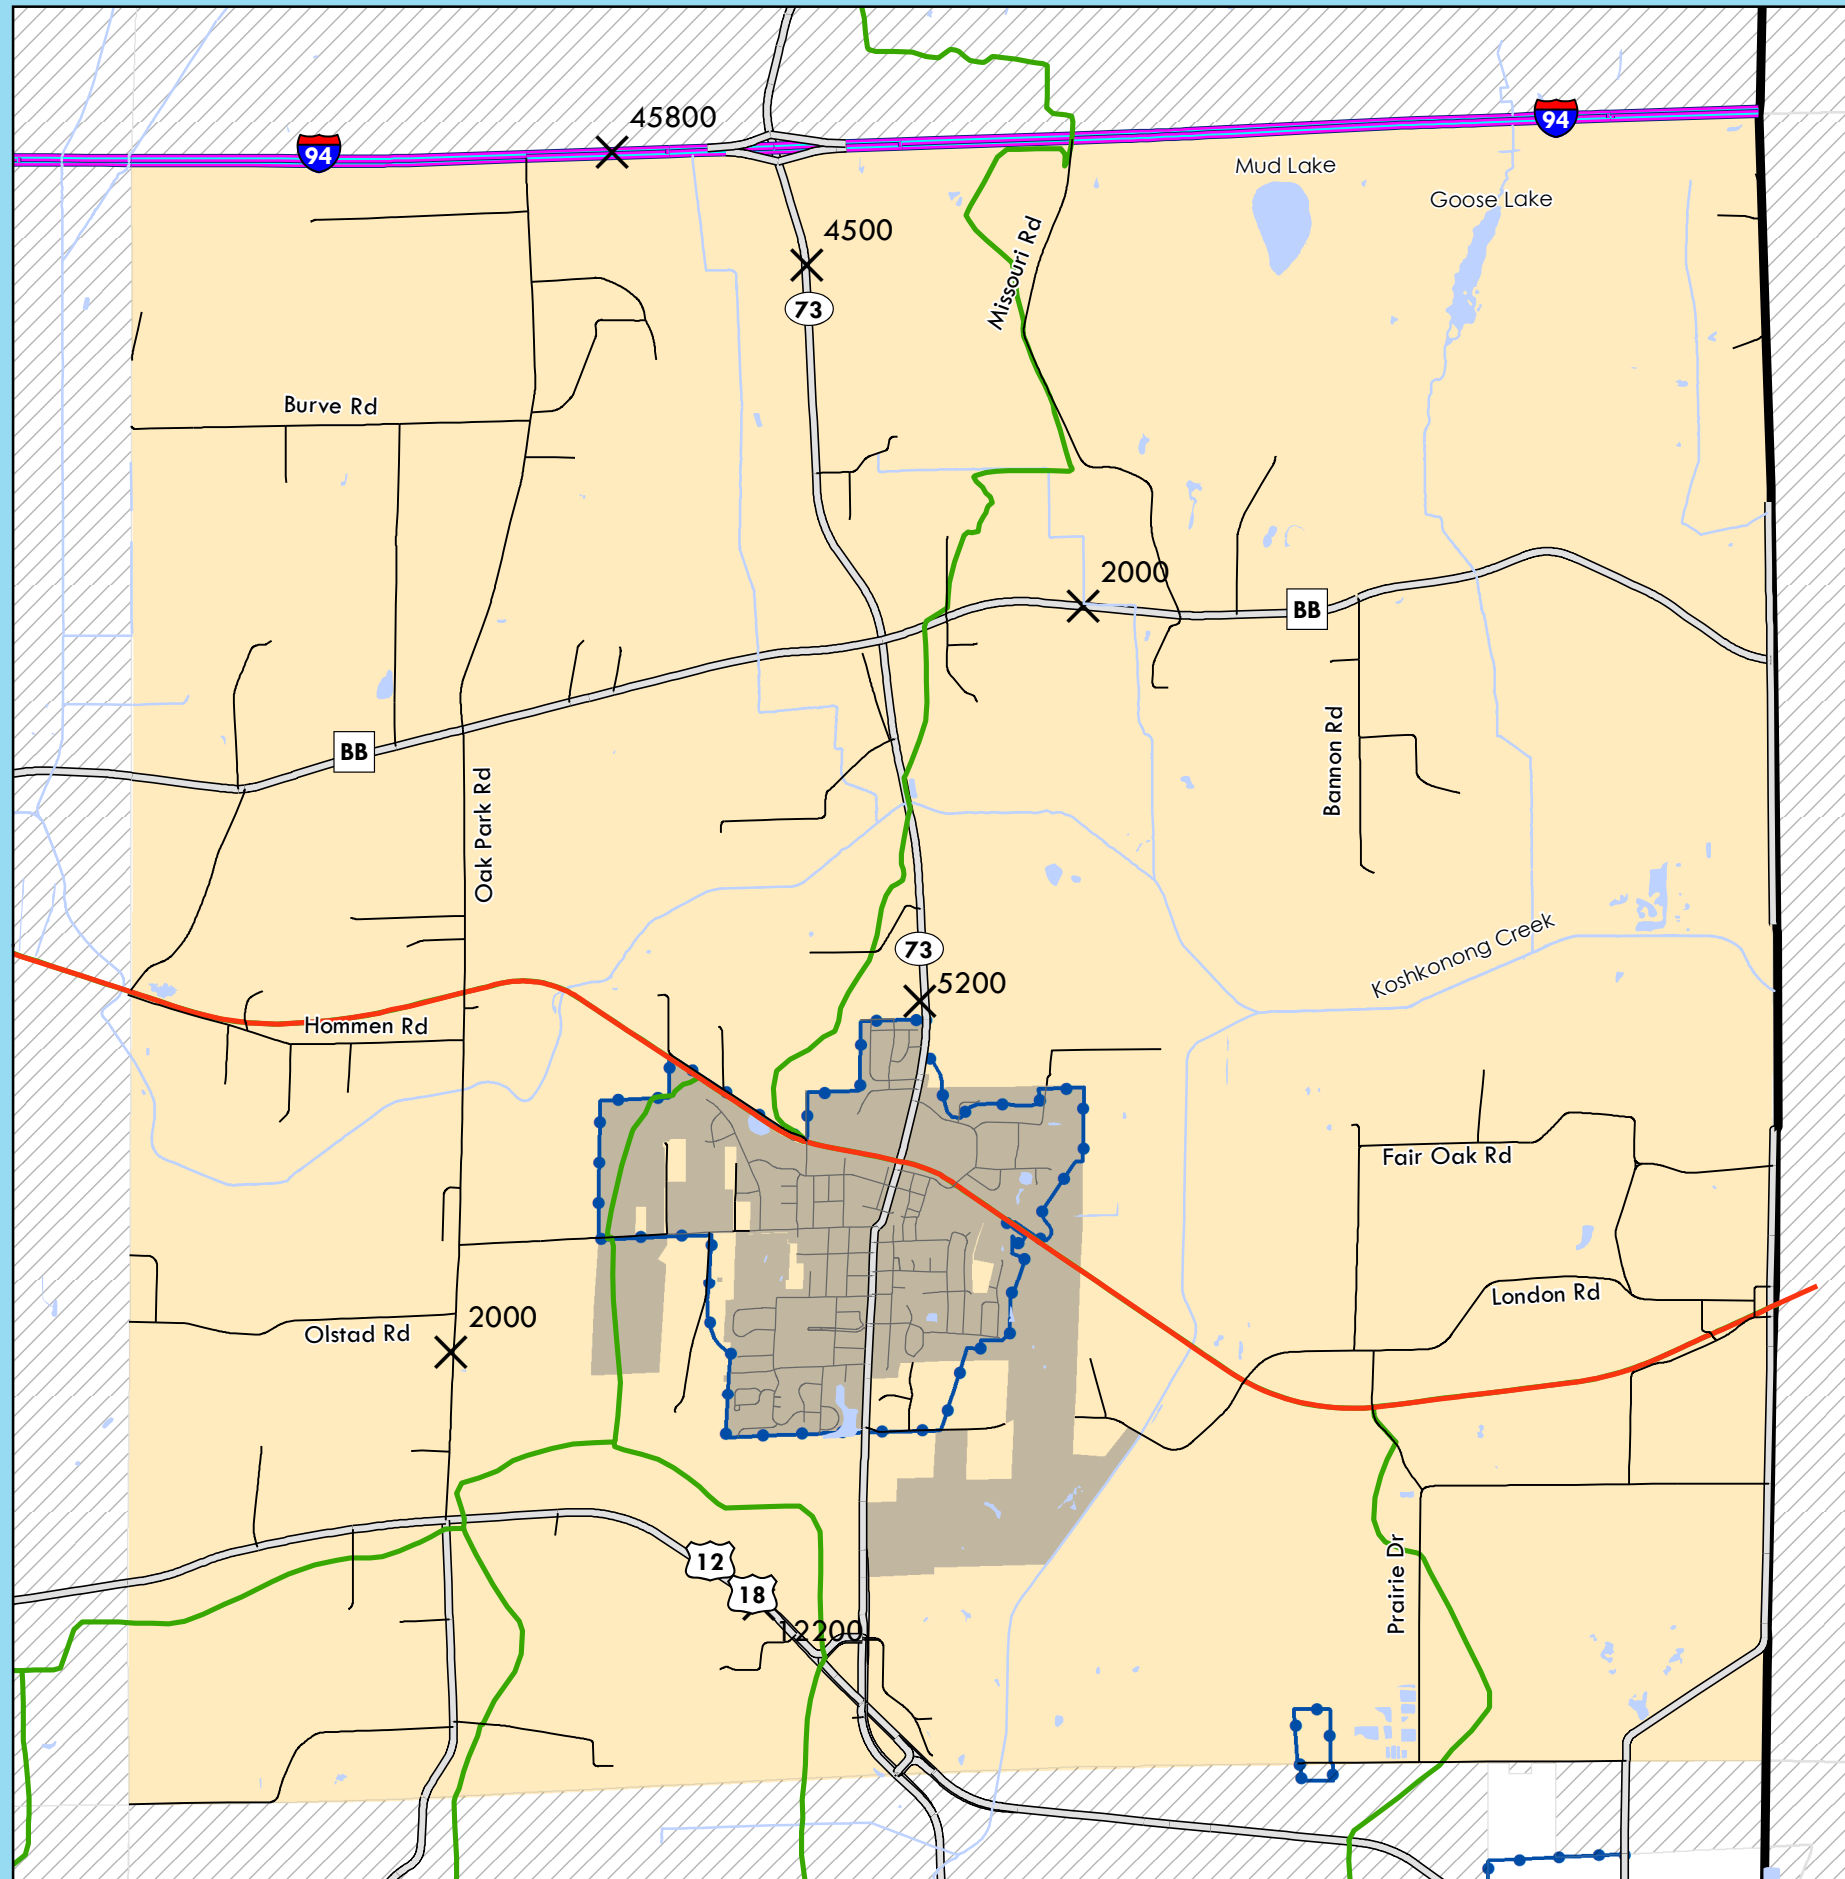 45800
94
94
Mud Lake
Goose Lake
4500
Missouri Rd
73
Burve Rd
2000
BB
BB
Bannon Rd
Oak Park Rd
73
Koshkonong Creek
5200
Hommen Rd
Fair Oak Rd
London Rd
2000
Olstad Rd
12
18
Prairie Dr
12200